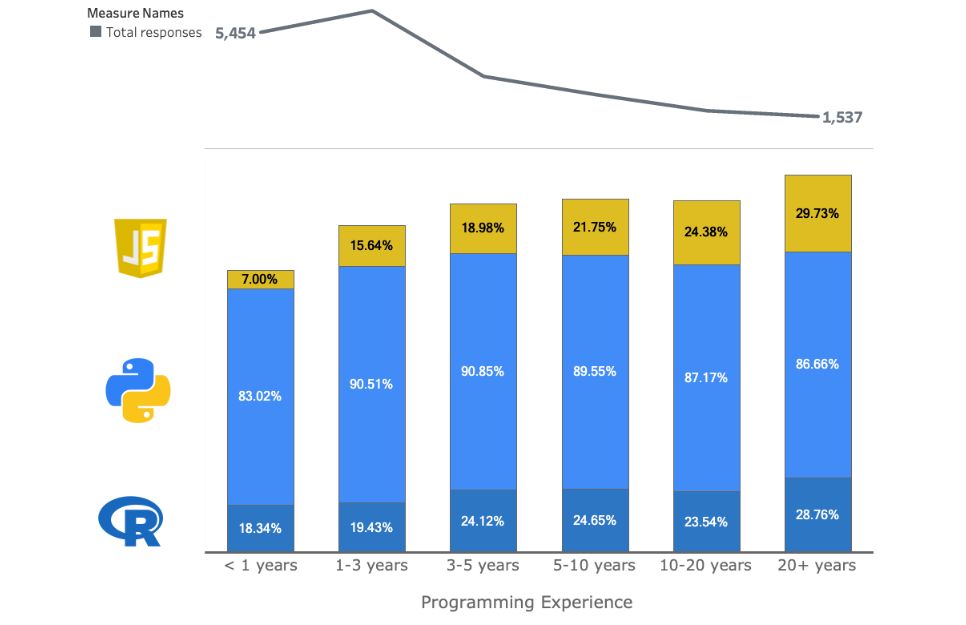 Measure Names
Total responses
5,454
1,537
JS
7.00% 15.64% 18.98% 21.75% 24.38% 29.73%
83.02% 90.51% 90.85% 89.55% 87.17% 86.66%
R
18.34% 19.43% 24.12% 24.65% 23.54% 28.76%
< 1 years 1-3 years 3-5 years 5-10 years 10-20 years 20+ years
Programming Experience